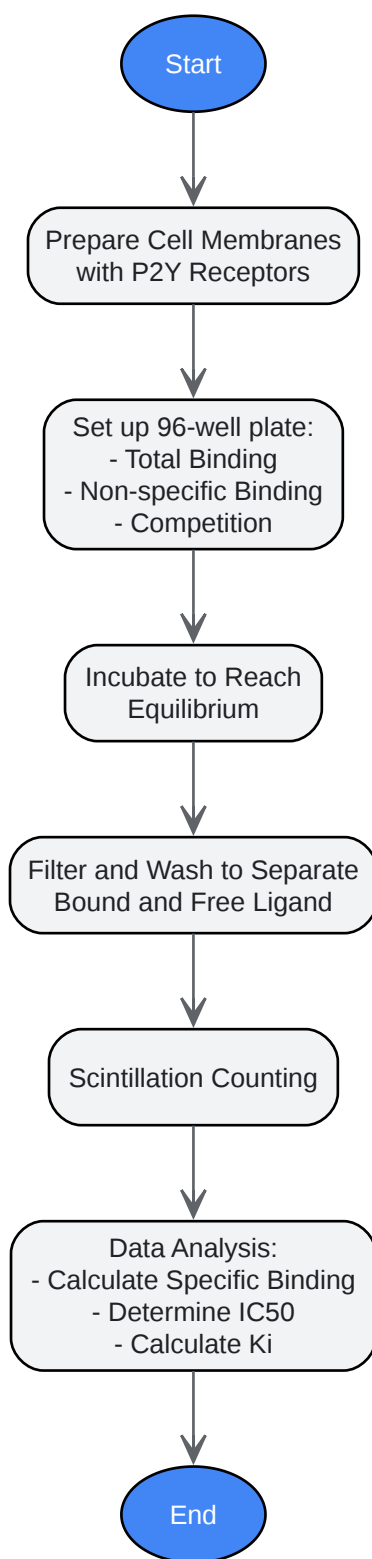 Start
Prepare Cell Membranes
with P2Y Receptors
Set up 96-well plate:
- Total Binding
- Non-specific Binding
- Competition
Incubate to Reach
Equilibrium
Filter and Wash to Separate
Bound and Free Ligand
Scintillation Counting
Data Analysis:
- Calculate Specific Binding
- Determine IC50
- Calculate Ki
End